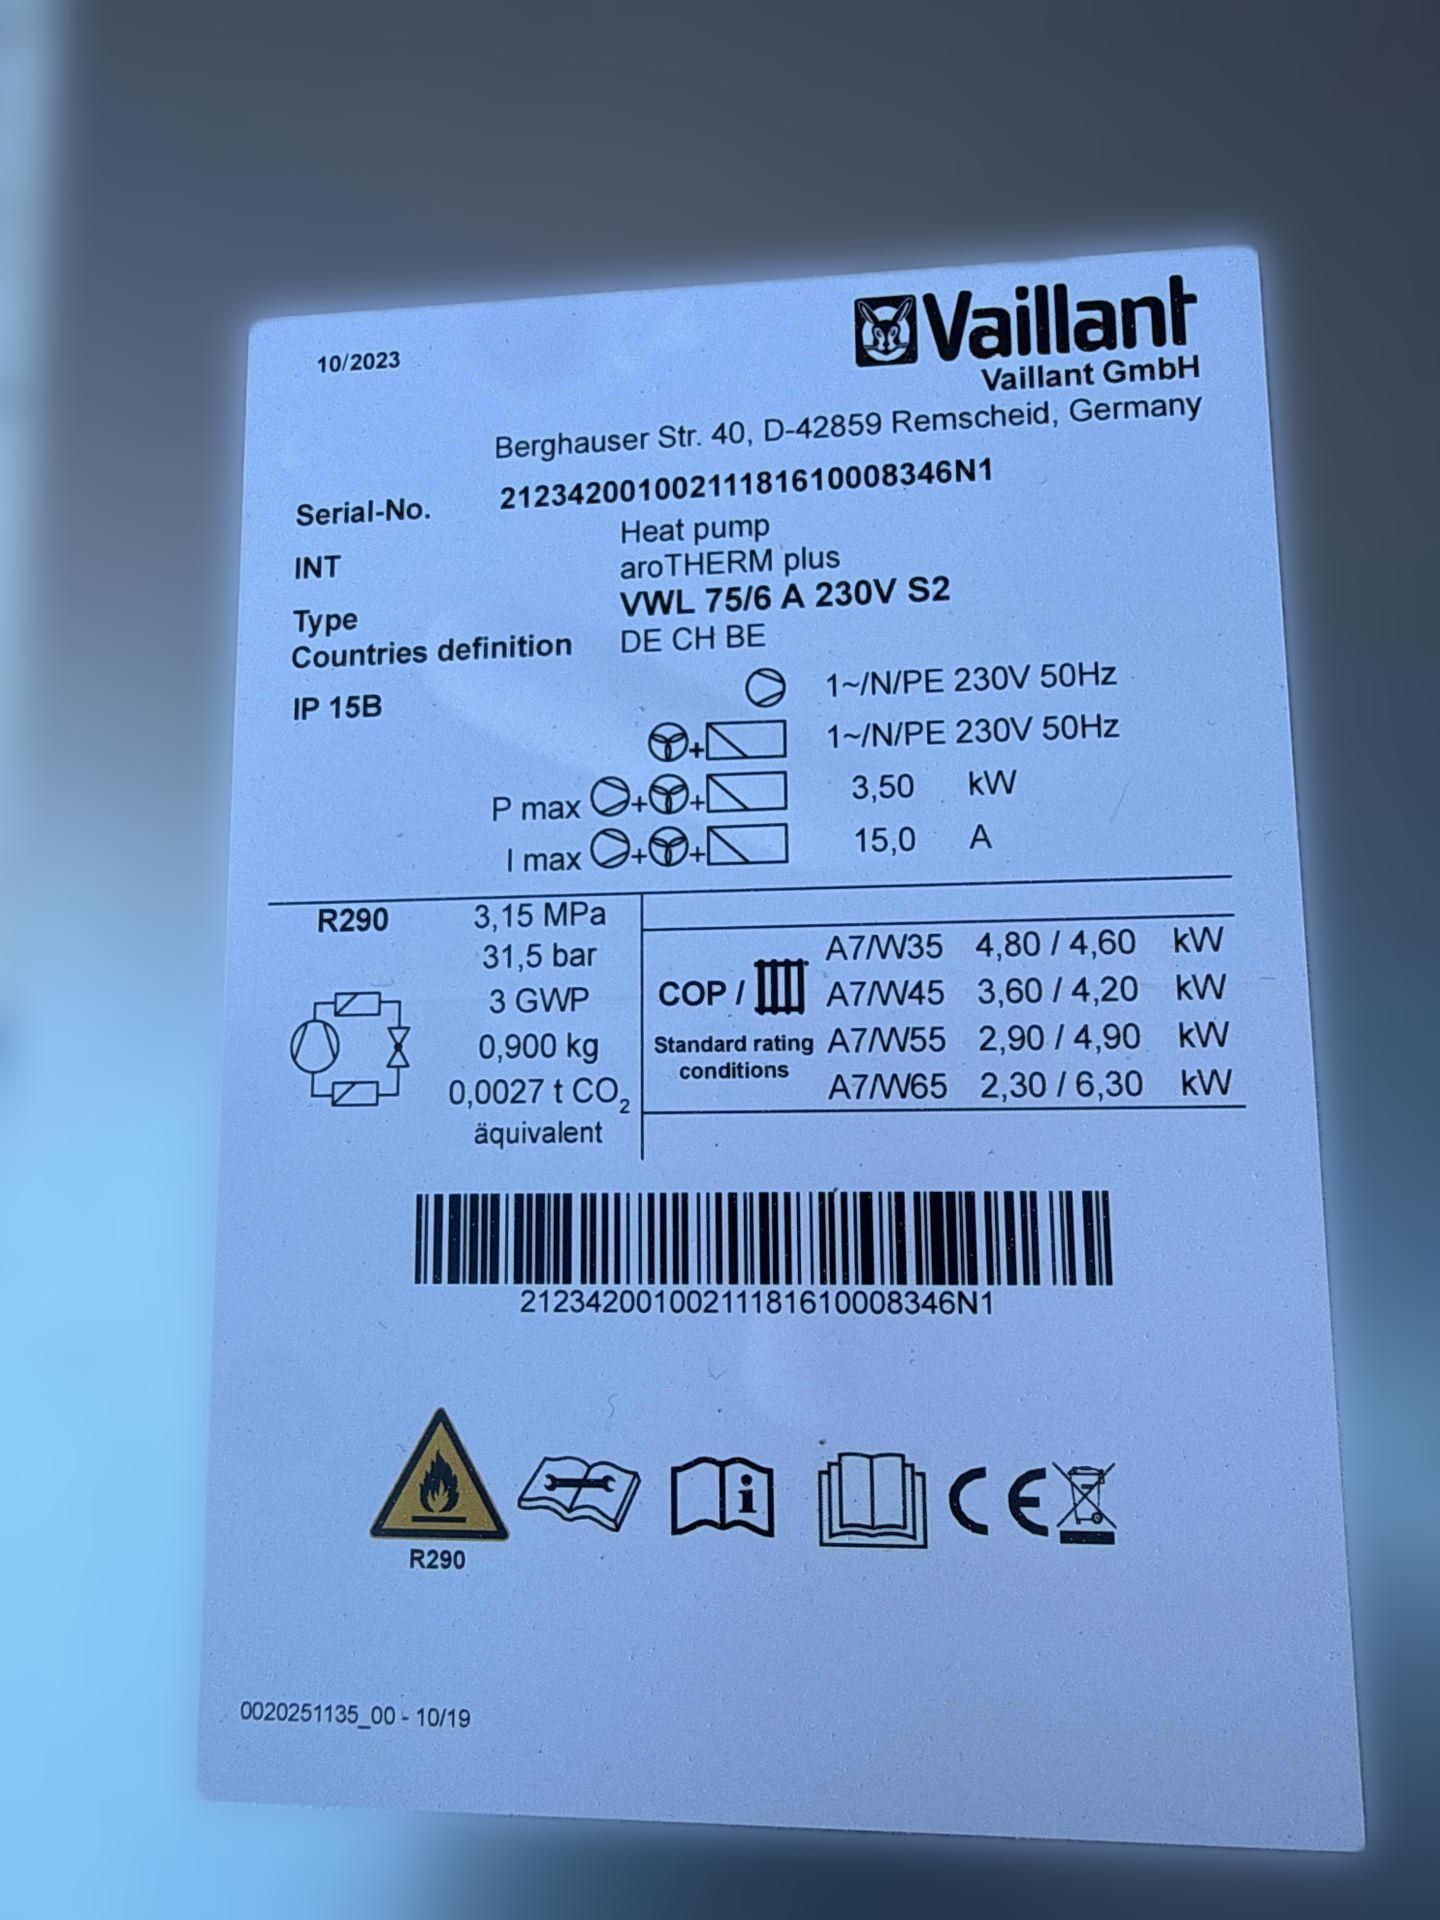 10/2023
Vaillant
Vaillant GmbH
Berghauser Str. 40, D-42859 Remscheid, Germany
Serial-No. 21234200100211181610008346N1
Heat pump
INT aroTHERM plus
Type VWL 75/6 A 230V S2
Countries definition DE CH BE
IP 15B 1~/N/PE 230V 50Hz
+ 1~/N/PE 230V 50Hz
P max + + 3,50 kW
I max + + 15,0 A
R290 3,15 MPa
31,5 bar
3 GWP
0,900 kg
0,0027 t CO2
äquivalent
COP /
Standard rating
conditions
A7/W35 4,80 / 4,60 kW
A7/W45 3,60 / 4,20 kW
A7/W55 2,90 / 4,90 kW
A7/W65 2,30 / 6,30 kW
21234200100211181610008346N1
i
CE
R290
0020251135_00 - 10/19